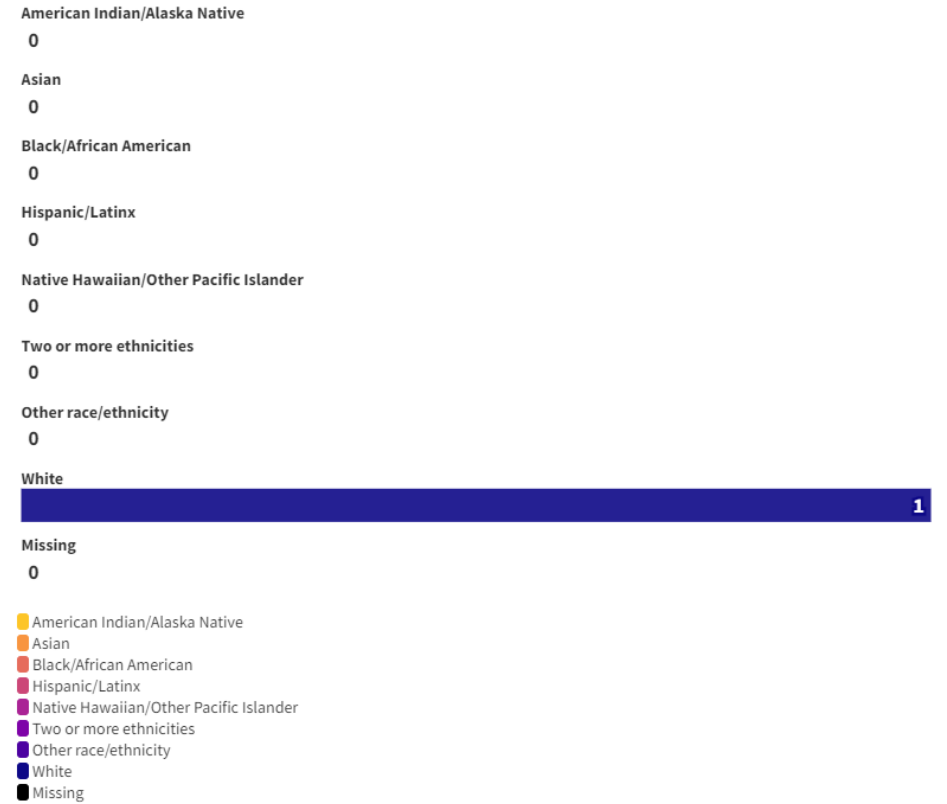 American Indian/Alaska Native
0
Asian
0
Black/African American
0
Hispanic/Latinx
0
Native Hawaiian/Other Pacific Islander
0
Two or more ethnicities
0
Other race/ethnicity
0
White
1
Missing
0
American Indian/Alaska Native
Asian
Black/African American
Hispanic/Latinx
Native Hawaiian/Other Pacific Islander
Two or more ethnicities
Other race/ethnicity
White
Missing